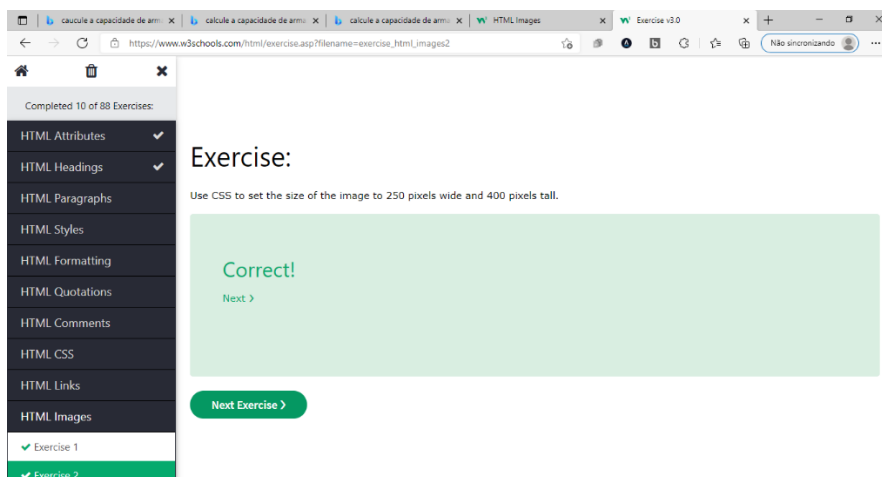 caucule a capacidade de arm
calcule a capacidade de arma
calcule a capacidade de arma
HTML Images
Exercise v3.0
https://www.w3schools.com/html/exercise.asp?filename=exercise_html_images2
Não sincronizando
Completed 10 of 88 Exercises:
HTML Attributes
HTML Headings
HTML Paragraphs
HTML Styles
HTML Formatting
HTML Quotations
HTML Comments
HTML CSS
HTML Links
HTML Images
Exercise 1
Exercise 2
Exercise:
Use CSS to set the size of the image to 250 pixels wide and 400 pixels tall.
Correct!
Next >
Next Exercise >